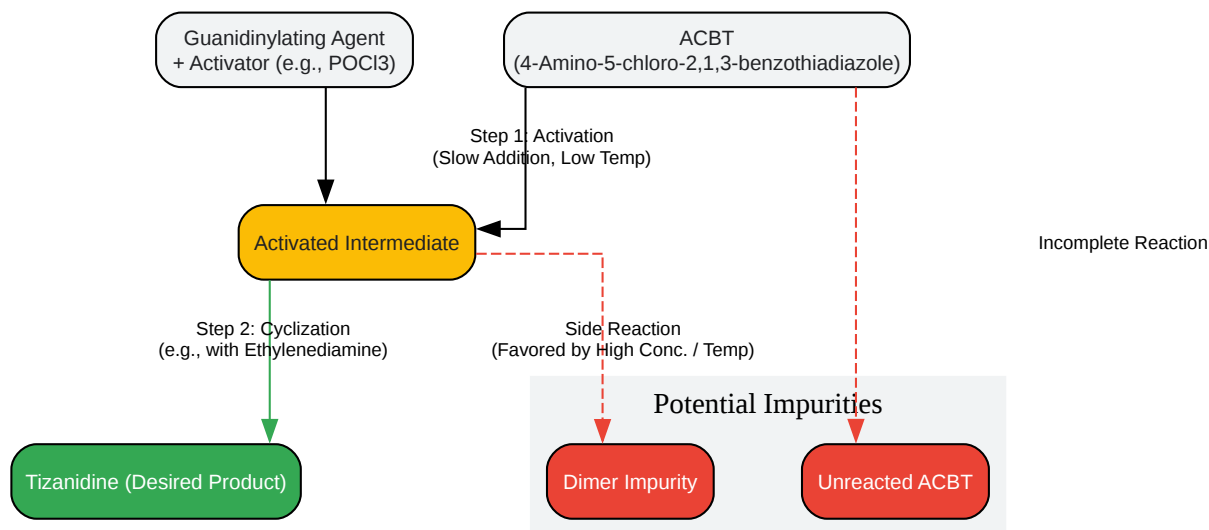 Guanidinylating Agent
+ Activator (e.g., POCl3)
ACBT
(4-Amino-5-chloro-2,1,3-benzothiadiazole)
Step 1: Activation
(Slow Addition, Low Temp)
Activated Intermediate
Incomplete Reaction
Step 2: Cyclization
(e.g., with Ethylenediamine)
Side Reaction
(Favored by High Conc. / Temp)
Potential Impurities
Tizanidine (Desired Product)
Dimer Impurity
Unreacted ACBT